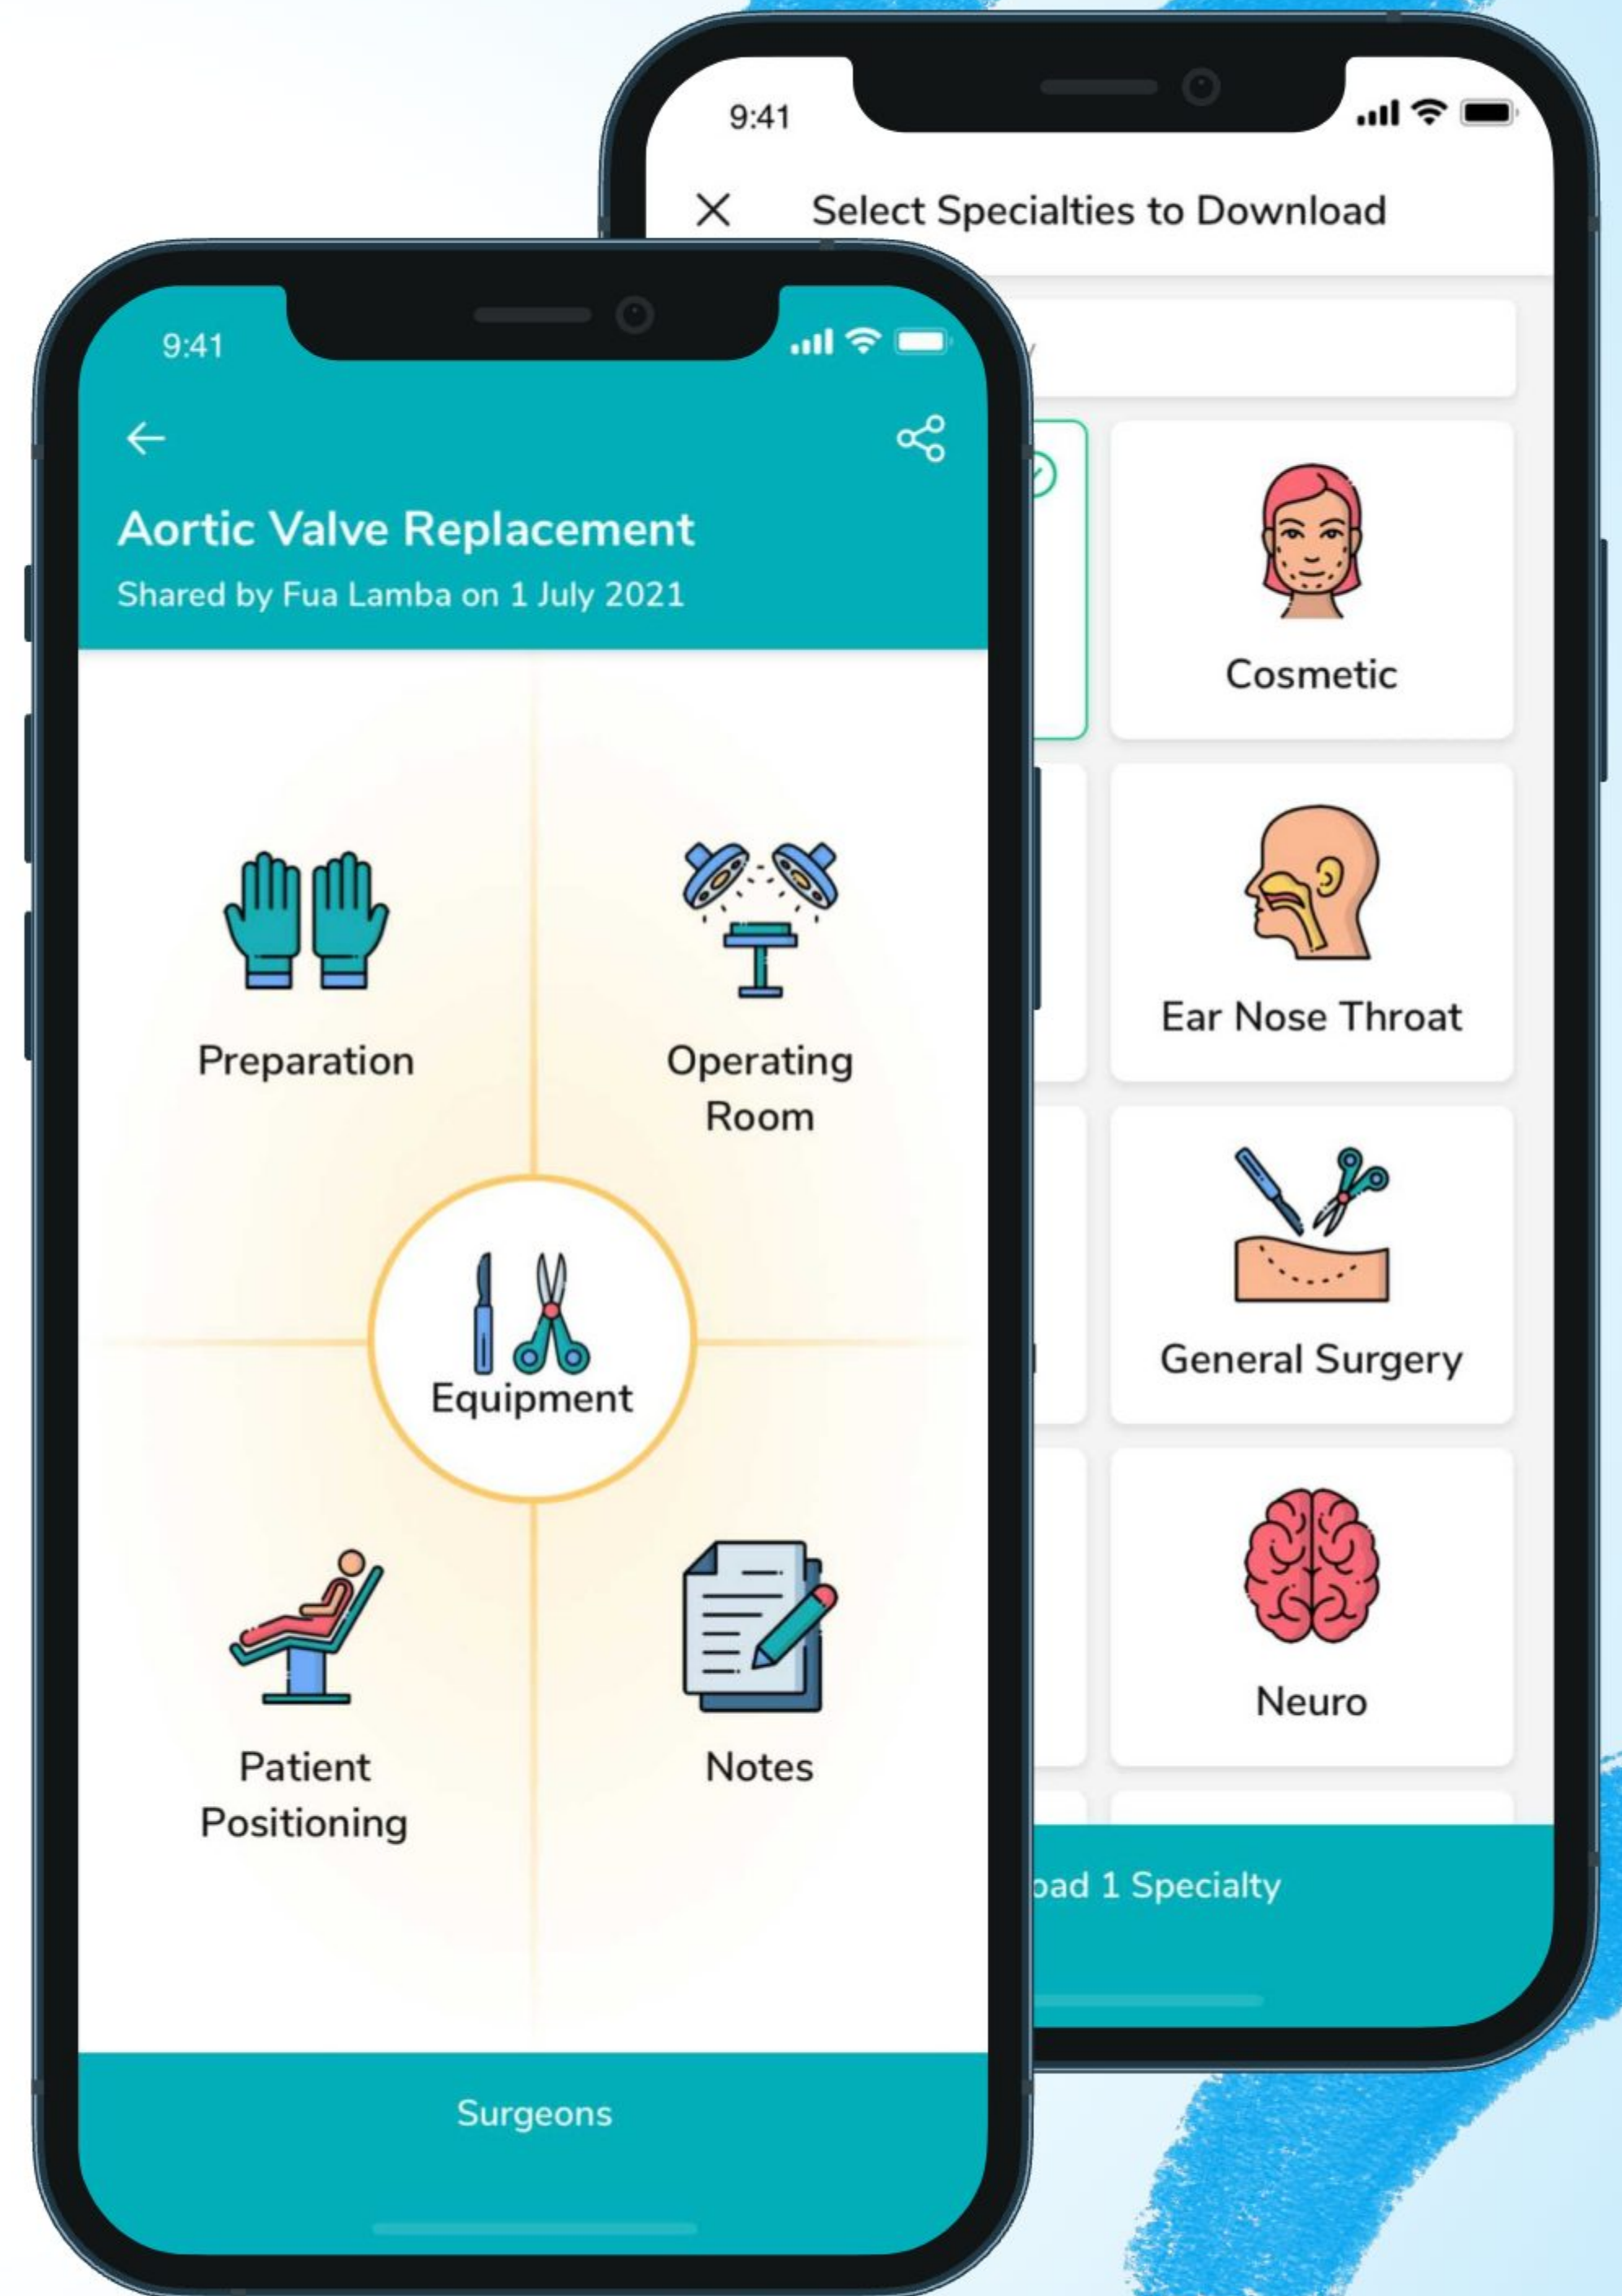 9:41
Select Specialties to Download
Cosmetic
Ear Nose Throat
General Surgery
Neuro
1 Specialty
9:41
Aortic Valve Replacement
Shared by Fua Lamba on 1 July 2021
Preparation
Operating
Room
Equipment
Patient
Positioning
Notes
Surgeons